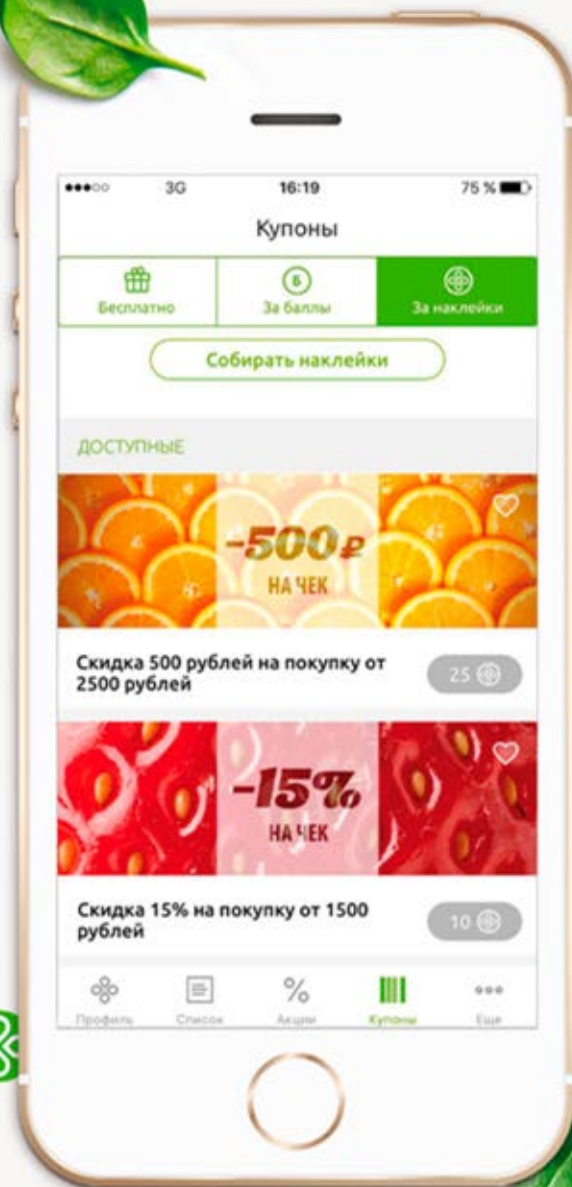 3G 16:19 75 %
Купоны
Бесплатно
Б
За баллы
За наклейки
Собирать наклейки
ДОСТУПНЫЕ
-500 ₽
НА ЧЕК
Скидка 500 рублей на покупку от
2500 рублей
25
-15%
НА ЧЕК
Скидка 15% на покупку от 1500
рублей
10
Профиль Список Акции Купоны Еще